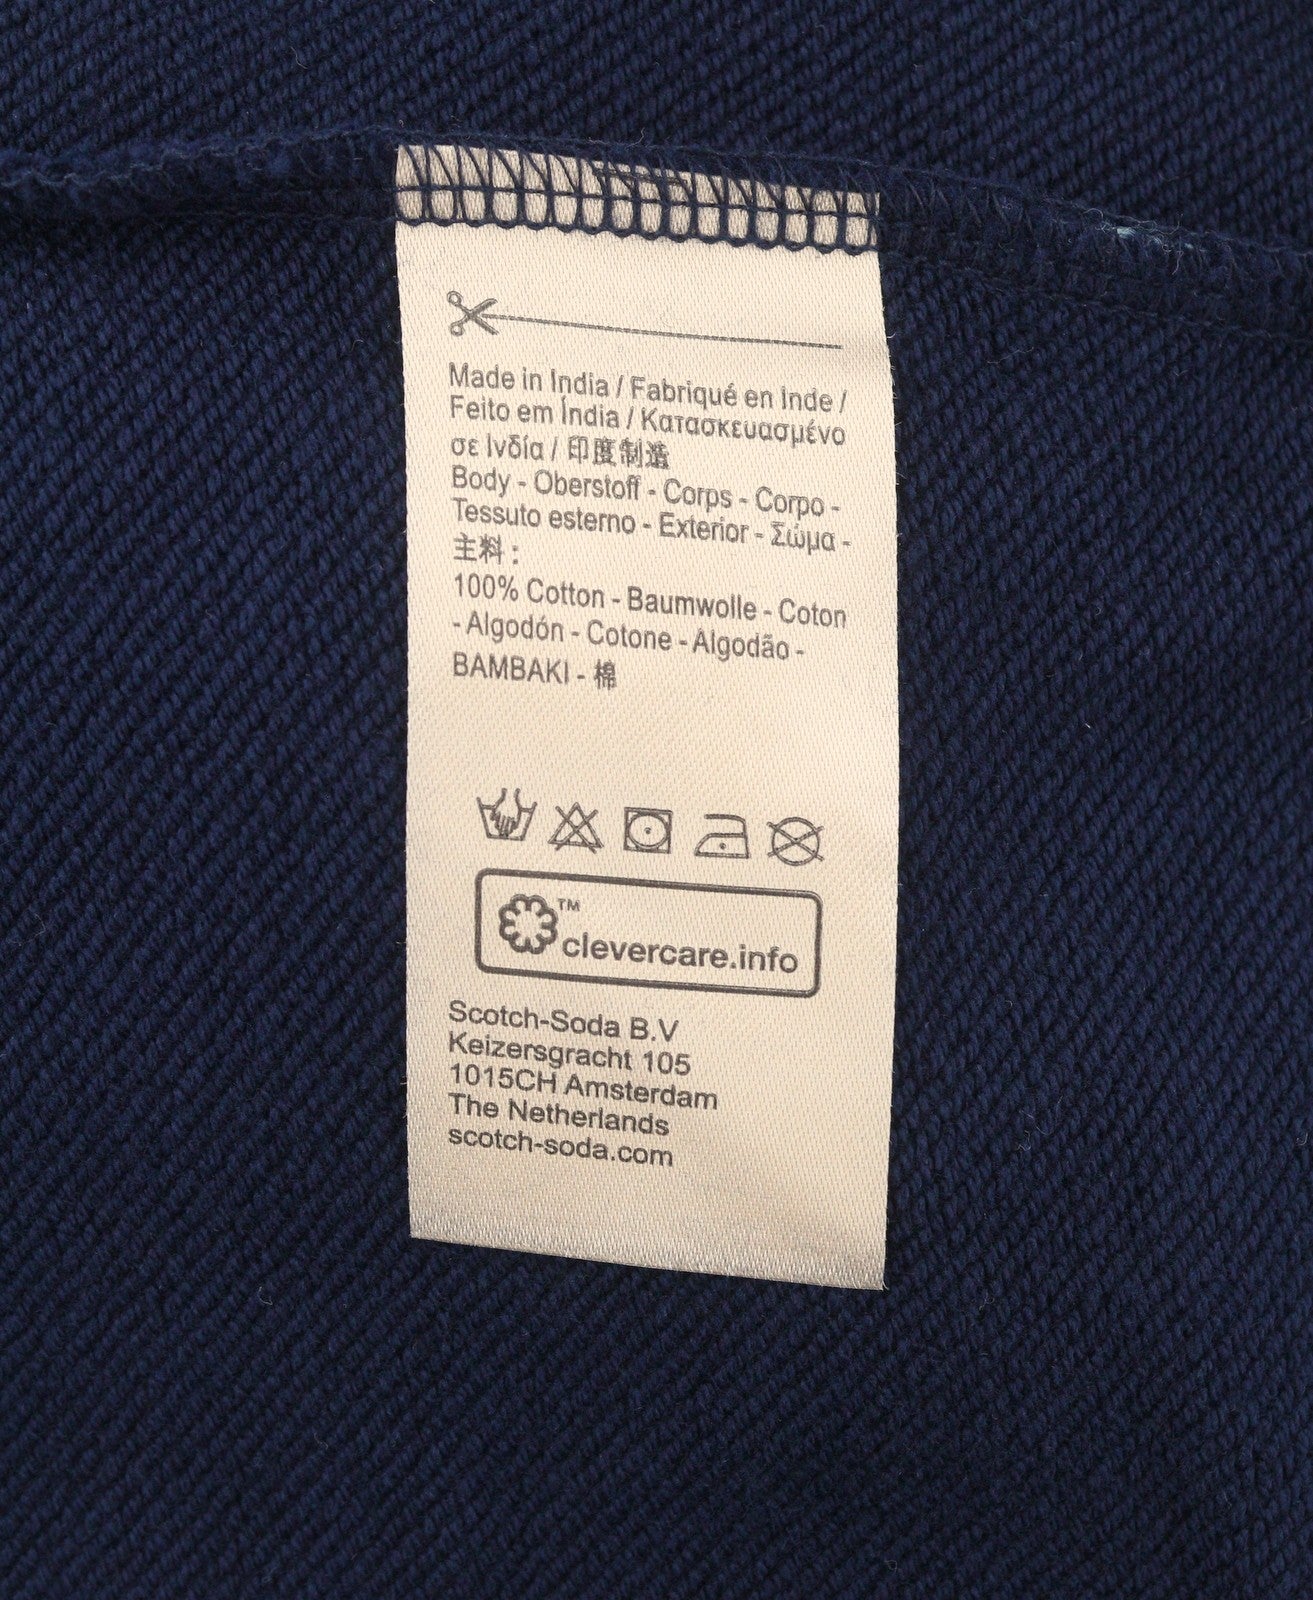 Made in India / Fabriqué en Inde /
Feito em Índia / Κατασκευασμένο
σε Ινδία / 印度制造
Body - Oberstoff - Corps - Corpo -
Tessuto esterno - Exterior - Σώμα -
主料 :
100% Cotton - Baumwolle - Coton
- Algodón - Cotone - Algodão -
BAMBAKI - 棉
™
clevercare.info
Scotch-Soda B.V
Keizersgracht 105
1015CH Amsterdam
The Netherlands
scotch-soda.com